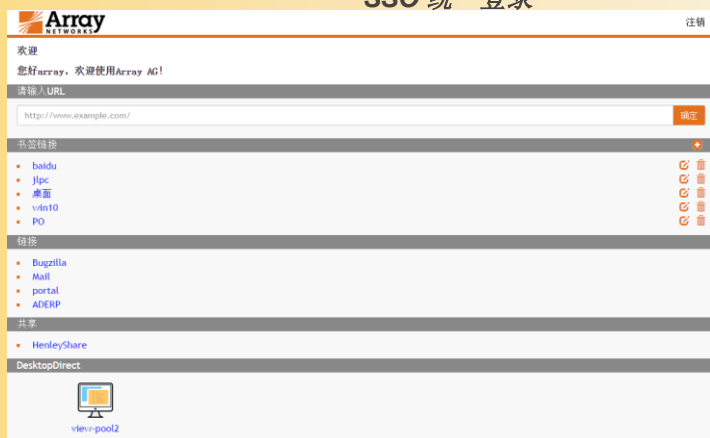 SSO 统一登录
Array
NETWORKS
注销
欢迎
您好array，欢迎使用Array AG!
请输入URL
http://www.example.com/
确定
书签链接
baidu
jlpc
桌面
win10
PO
链接
Bugzilla
Mail
portal
ADERP
共享
HenleyShare
DesktopDirect
view-pool2